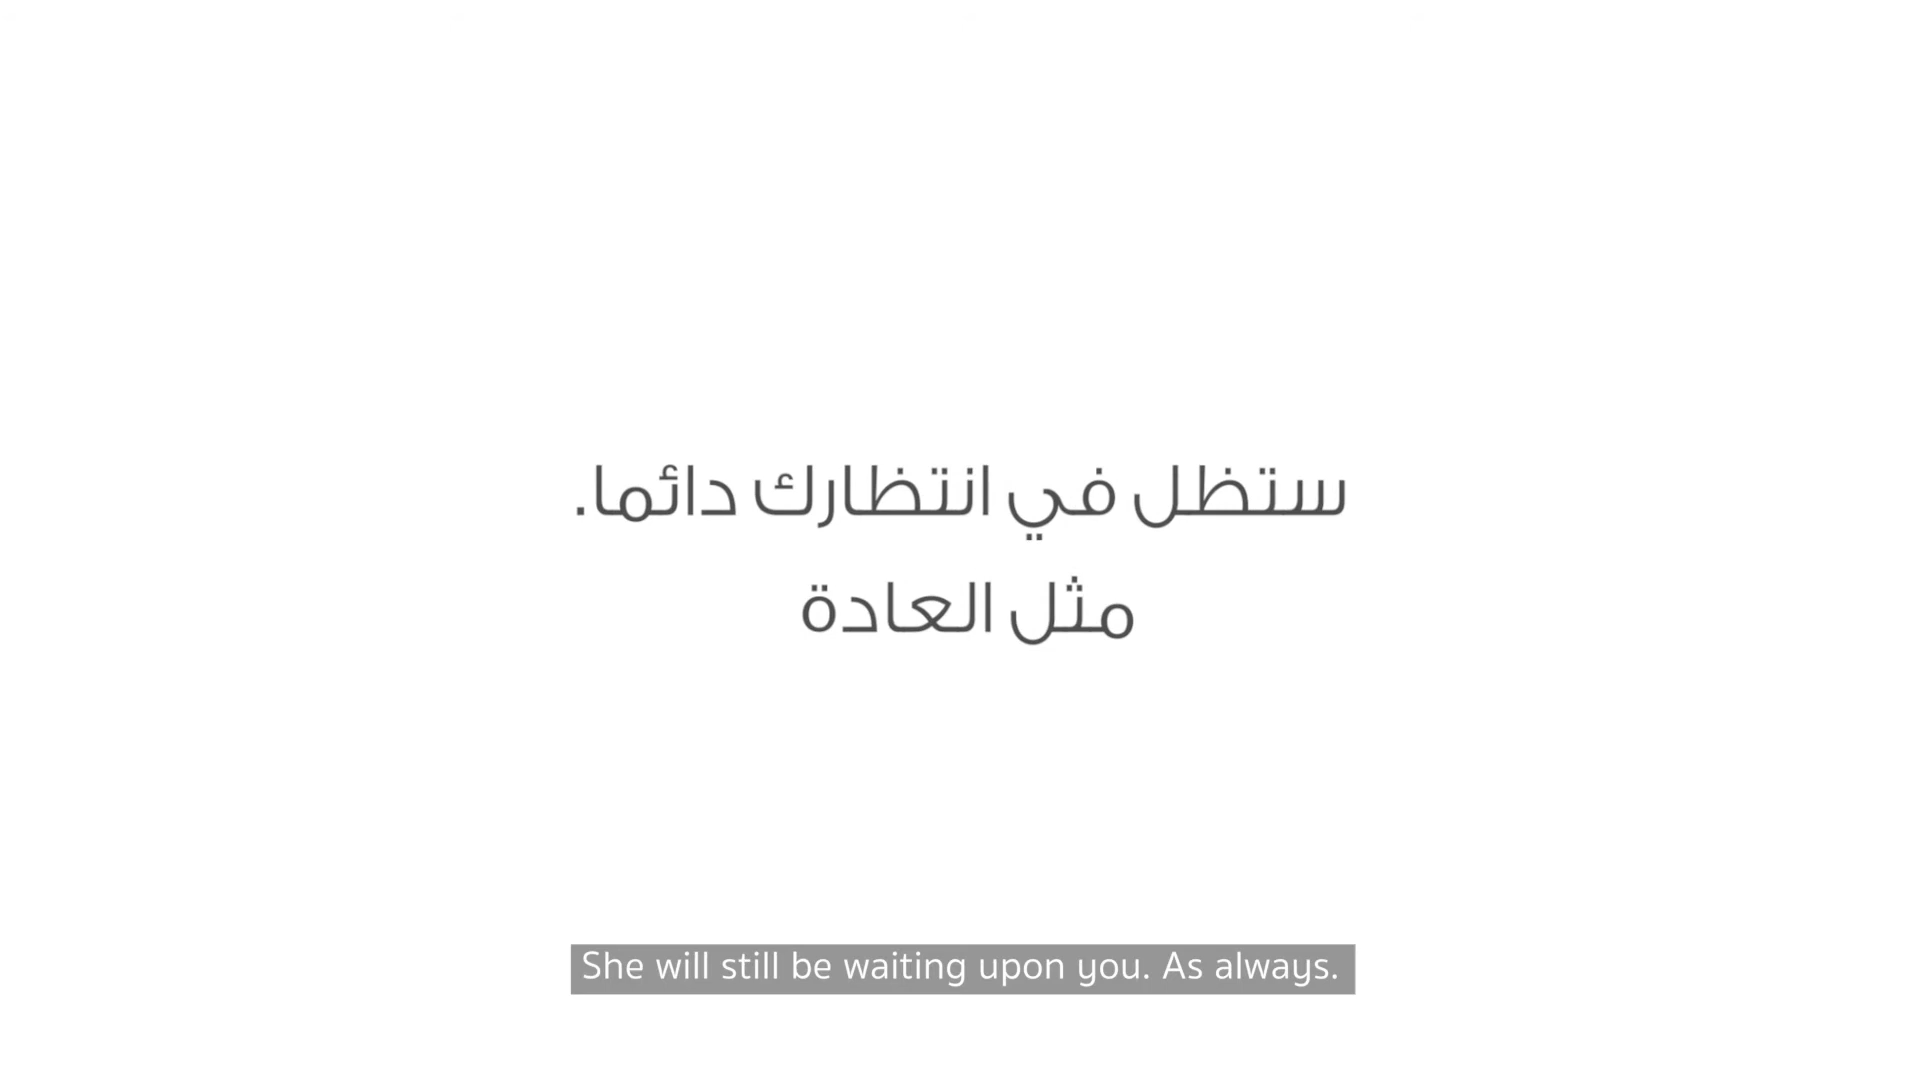 ستظل في انتظارك دائما.
مثل العادة
She will still be waiting upon you. As always.